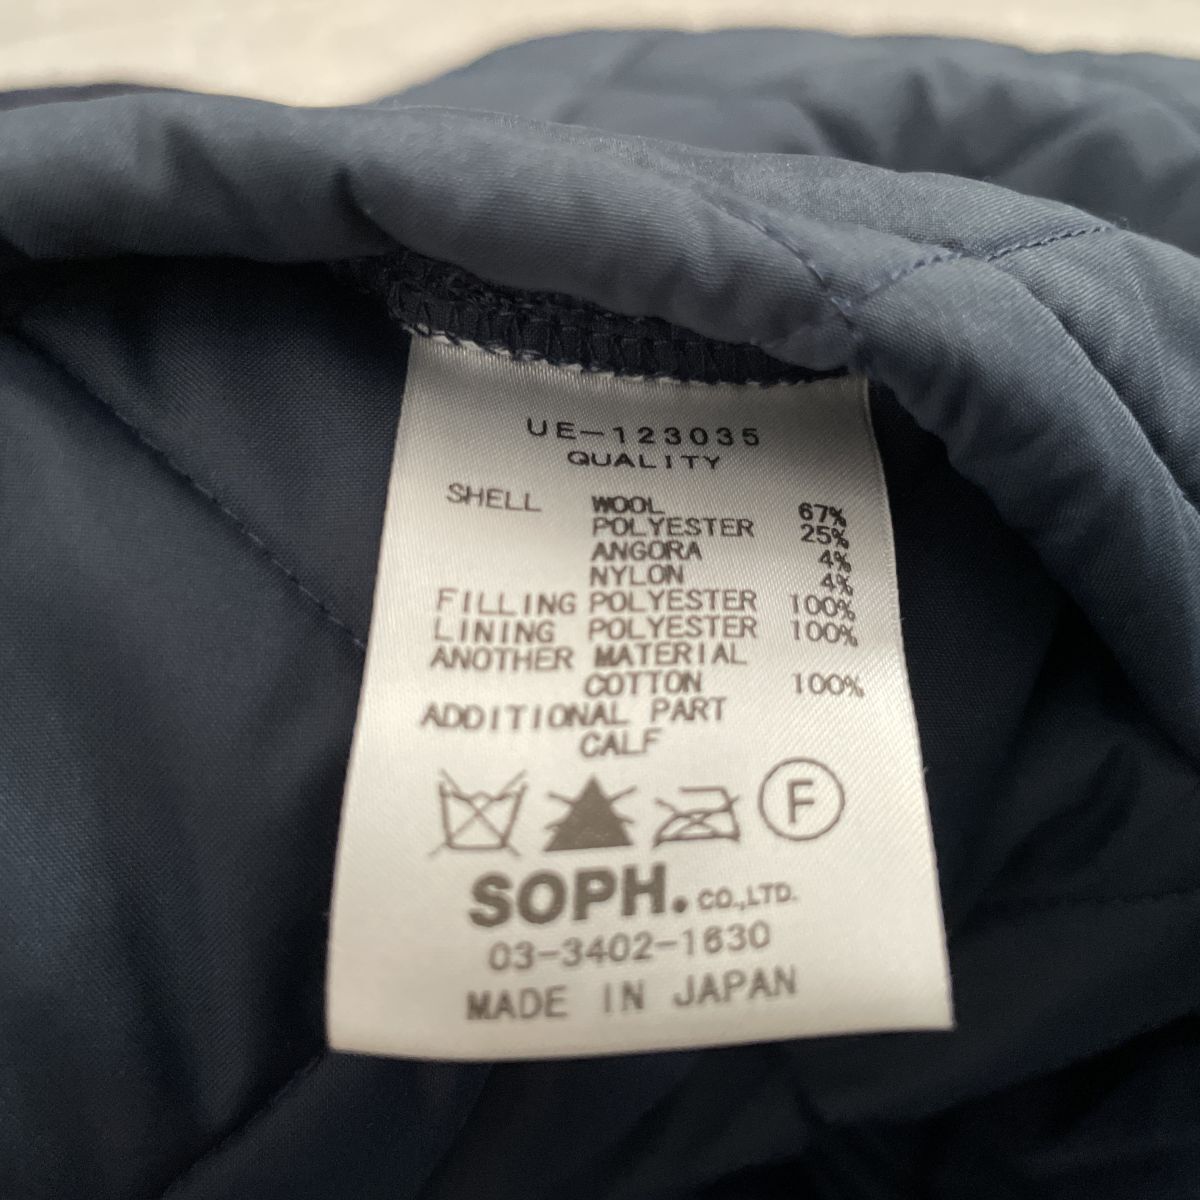 UE-123035
QUALITY
SHELL WOOL 67%
POLYESTER 25%
ANGORA 4%
NYLON 4%
FILLING POLYESTER 100%
LINING POLYESTER 100%
ANOTHER MATERIAL
COTTON 100%
ADDITIONAL PART
CALF
F
SOPH. CO.,LTD.
03-3402-1630
MADE IN JAPAN